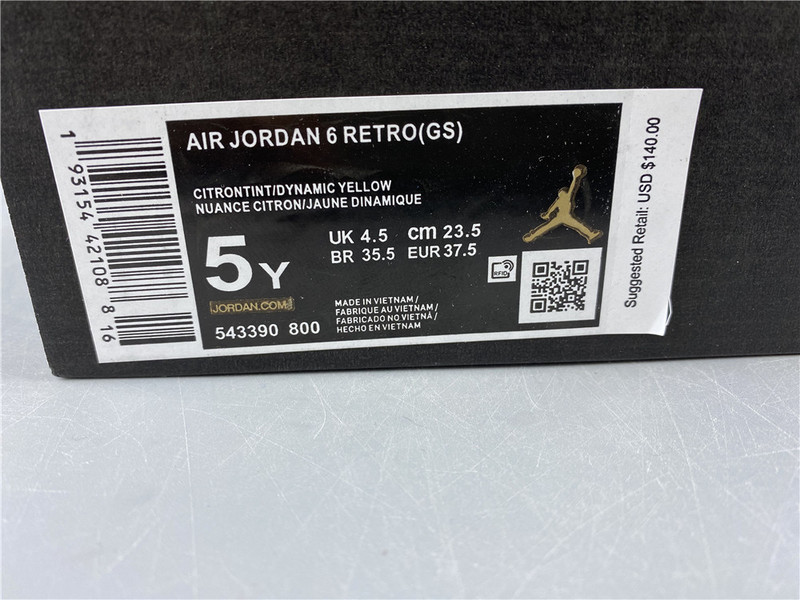 AIR JORDAN 6 RETRO(GS)
CITRONTINT/DYNAMIC YELLOW
NUANCE CITRON/JAUNE DINAMIQUE
5Y
UK 4.5 cm 23.5
BR 35.5 EUR 37.5
JORDAN.COM
543390 800
MADE IN VIETNAM /
FABRIQUE AU VIETNAM /
FABRICADO NO VIETNÁ /
HECHO EN VIETNAM
RFID
Suggested Retail: USD $140.00
1 93154 42108 8 16